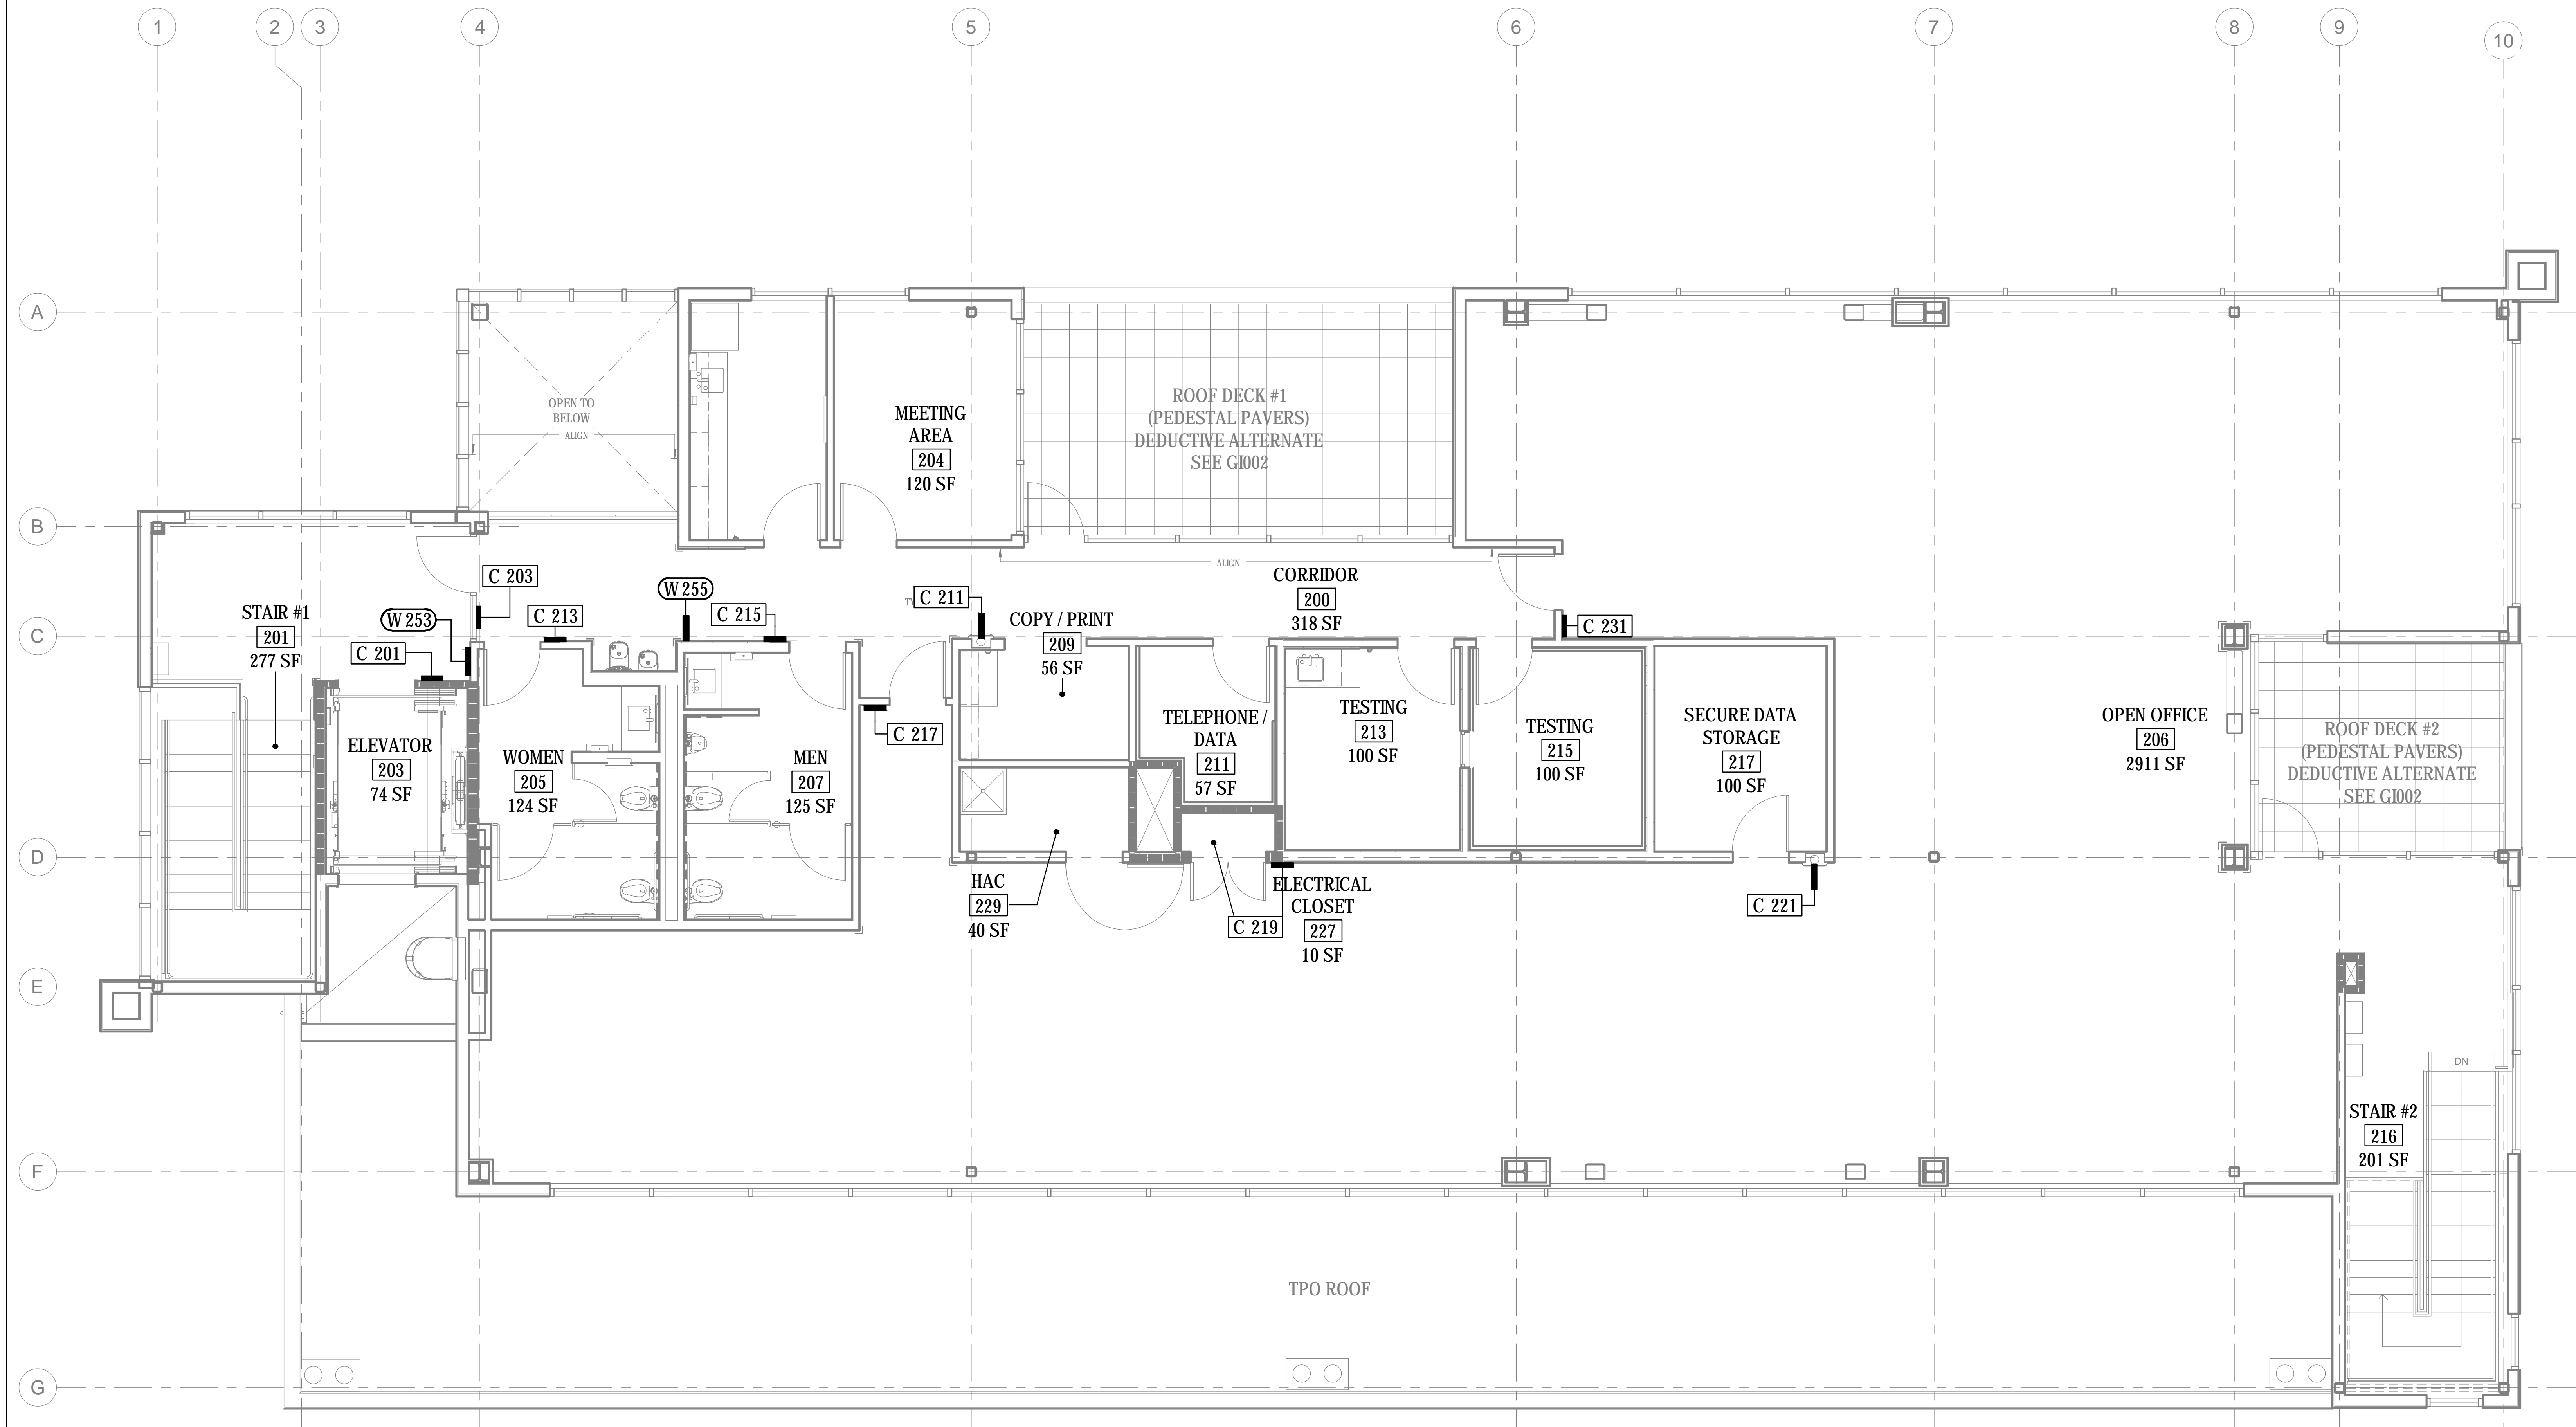 1
2
3
4
5
6
7
8
9
10
A
B
C
D
E
F
G
OPEN TO
BELOW
ALIGN
MEETING
AREA
204
120 SF
ROOF DECK #1
(PEDESTAL PAVERS)
DEDUCTIVE ALTERNATE
SEE GI002
ALIGN
C 203
W 255
C 213
C 215
C 211
CORRIDOR
200
318 SF
C 231
STAIR #1
201
277 SF
W 253
C 201
COPY / PRINT
209
56 SF
C 217
ELEVATOR
203
74 SF
WOMEN
205
124 SF
MEN
207
125 SF
TELEPHONE /
DATA
211
57 SF
TESTING
213
100 SF
TESTING
215
100 SF
SECURE DATA
STORAGE
217
100 SF
OPEN OFFICE
206
2911 SF
ROOF DECK #2
(PEDESTAL PAVERS)
DEDUCTIVE ALTERNATE
SEE GI002
HAC
229
40 SF
C 219
ELECTRICAL
CLOSET
227
10 SF
C 221
DN
STAIR #2
216
201 SF
TPO ROOF